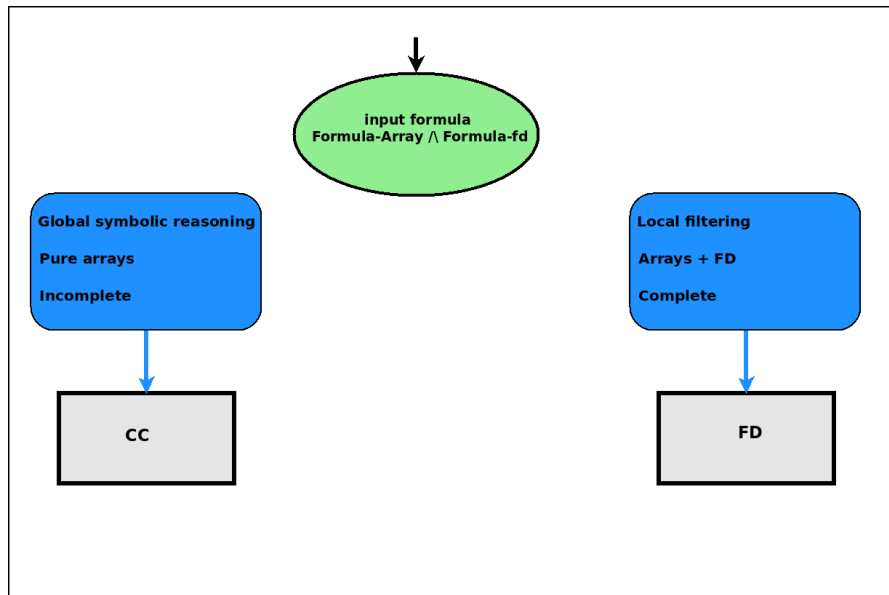 input formula
Formula-Array /\ Formula-fd
Global symbolic reasoning
Pure arrays
Incomplete
Local filtering
Arrays + FD
Complete
CC
FD